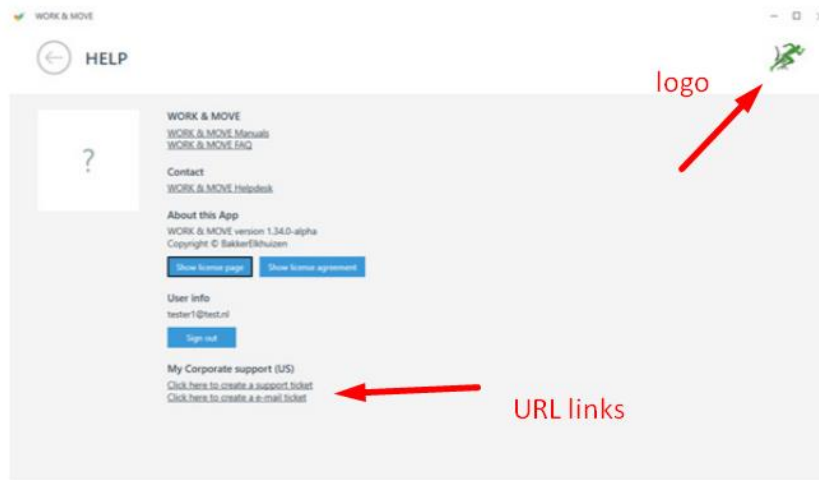 WORK & MOVE
HELP
logo
WORK & MOVE
WORK & MOVE Manuals
WORK & MOVE FAQ
?
Contact
WORK & MOVE Helpdesk
About this App
WORK & MOVE version 1.34.0-alpha
Copyright © BakkerElkhuizen
Show license page Show license agreement
User info
tester1@test.nl
Sign out
My Corporate support (US)
Click here to create a support ticket
Click here to create a e-mail ticket
URL links